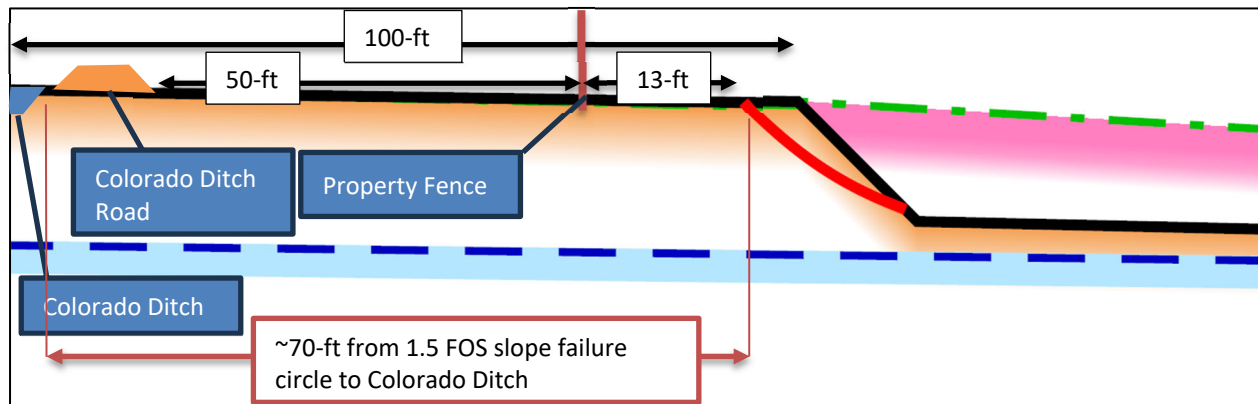 100-ft
50-ft
13-ft
Colorado Ditch
Road
Property Fence
Colorado Ditch
~70-ft from 1.5 FOS slope failure
circle to Colorado Ditch